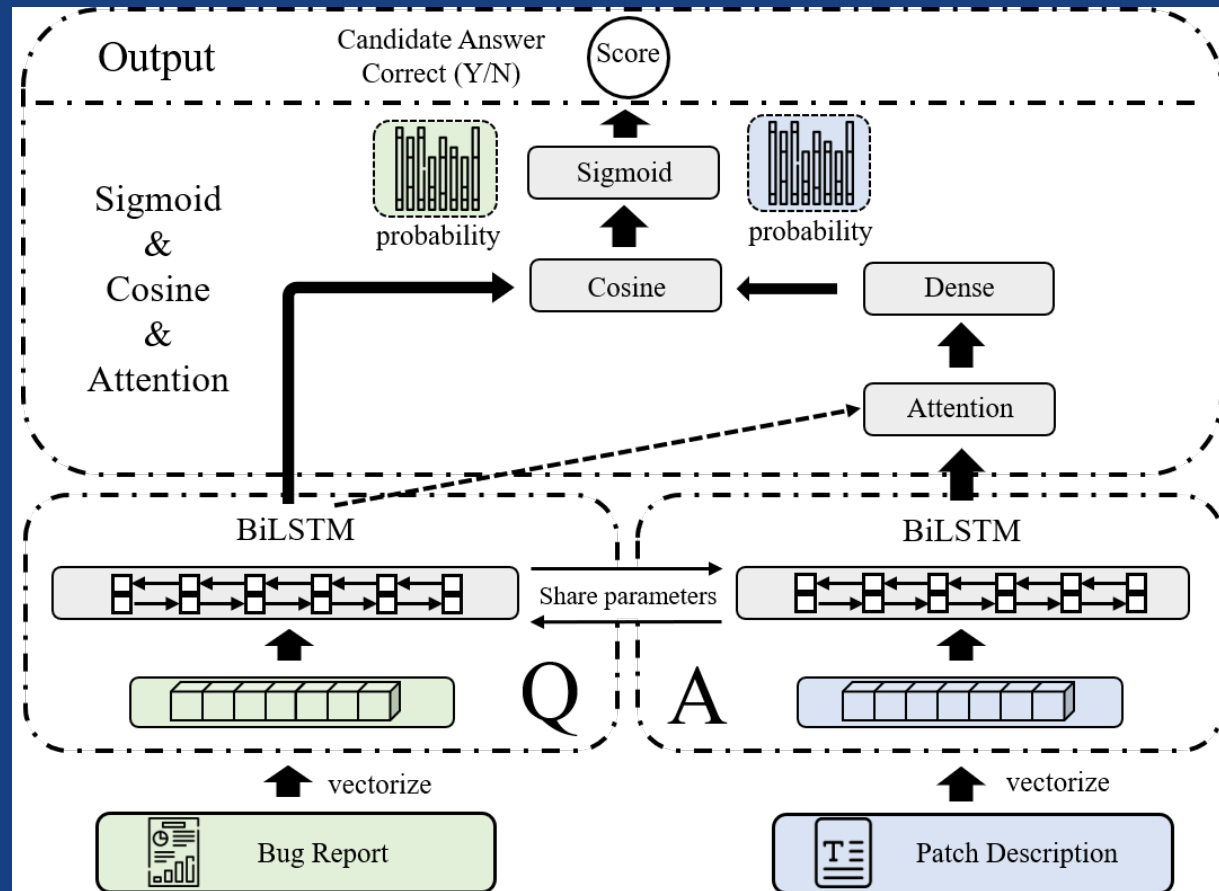 Output
Candidate Answer
Correct (Y/N)
Score
Sigmoid
&
Cosine
&
Attention
probability
Sigmoid
probability
Cosine
Dense
Attention
BiLSTM
BiLSTM
Share parameters
Q
A
vectorize
vectorize
Bug Report
T
Patch Description